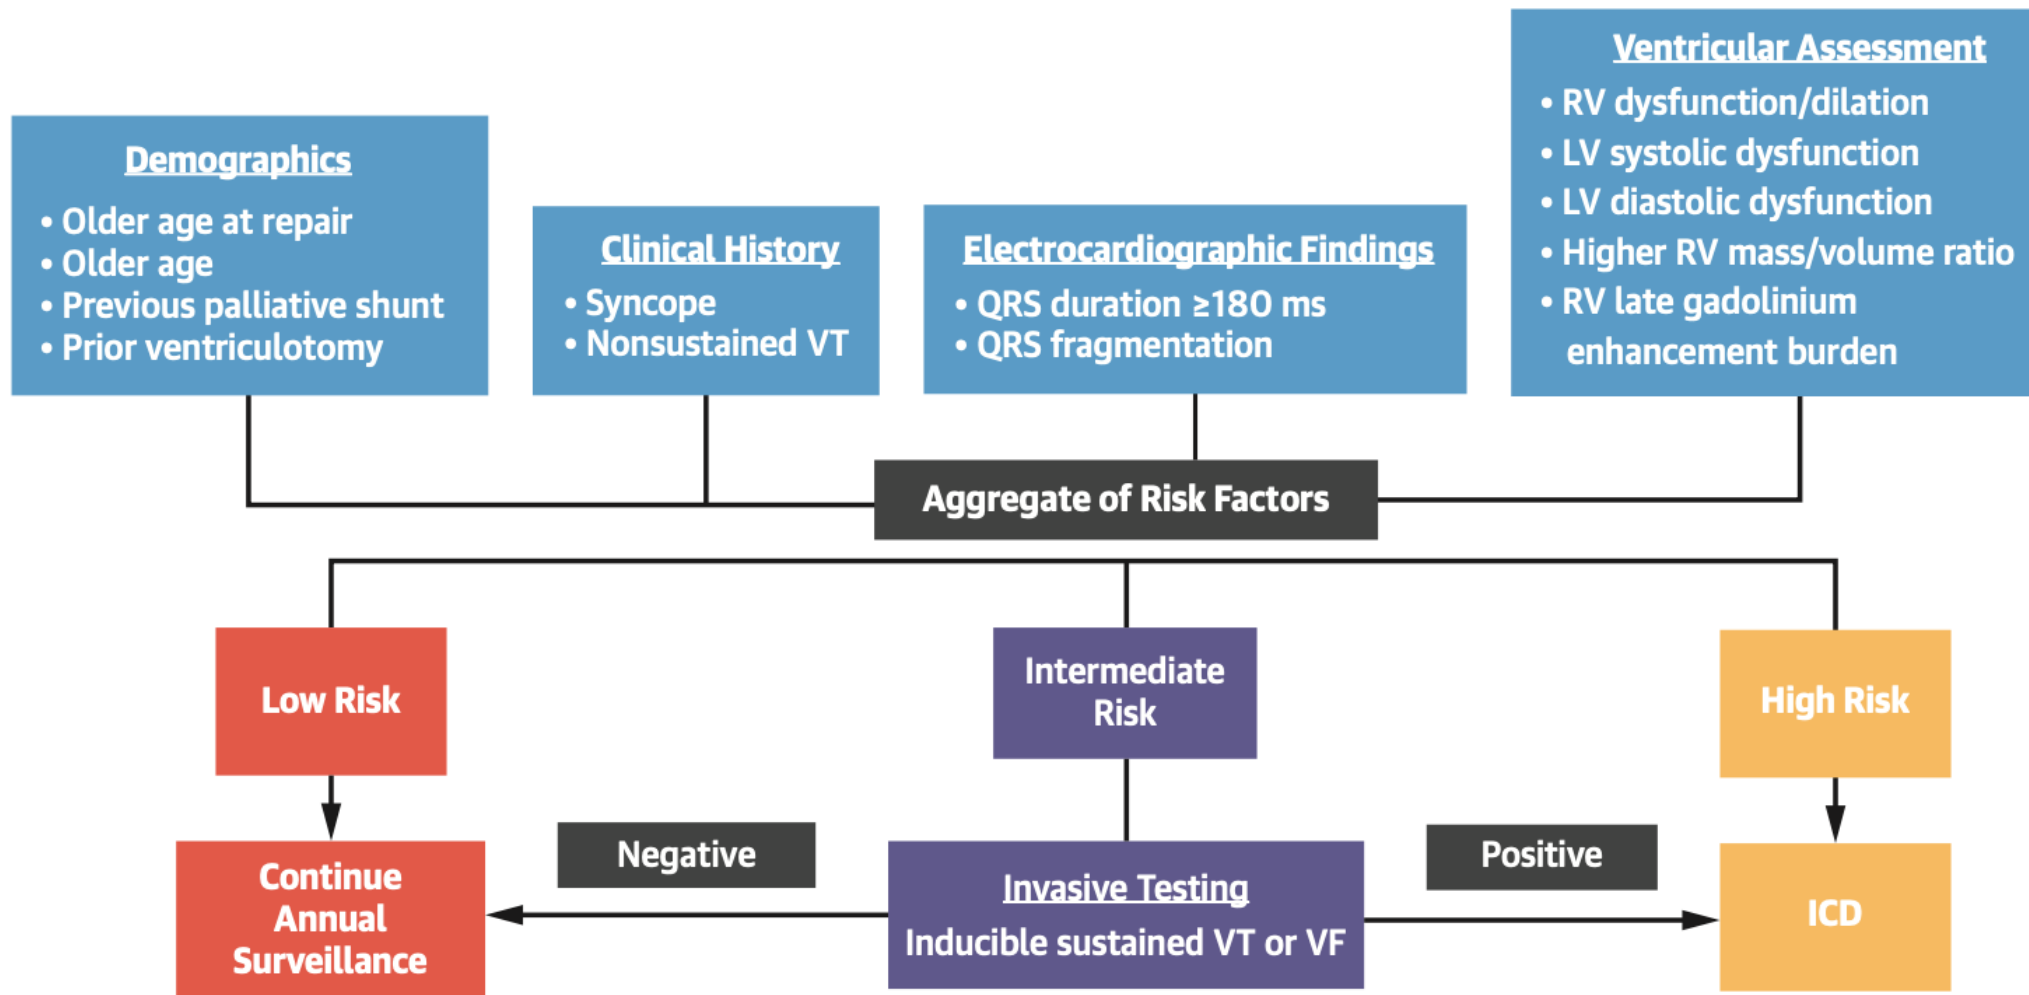 Demographics
• Older age at repair
• Older age
• Previous palliative shunt
• Prior ventriculotomy
Clinical History
• Syncope
• Nonsustained VT
Electrocardiographic Findings
• QRS duration ≥180 ms
• QRS fragmentation
Ventricular Assessment
• RV dysfunction/dilation
• LV systolic dysfunction
• LV diastolic dysfunction
• Higher RV mass/volume ratio
• RV late gadolinium
enhancement burden
Aggregate of Risk Factors
Low Risk
Intermediate
Risk
High Risk
Continue
Annual
Surveillance
Negative
Invasive Testing
Inducible sustained VT or VF
Positive
ICD